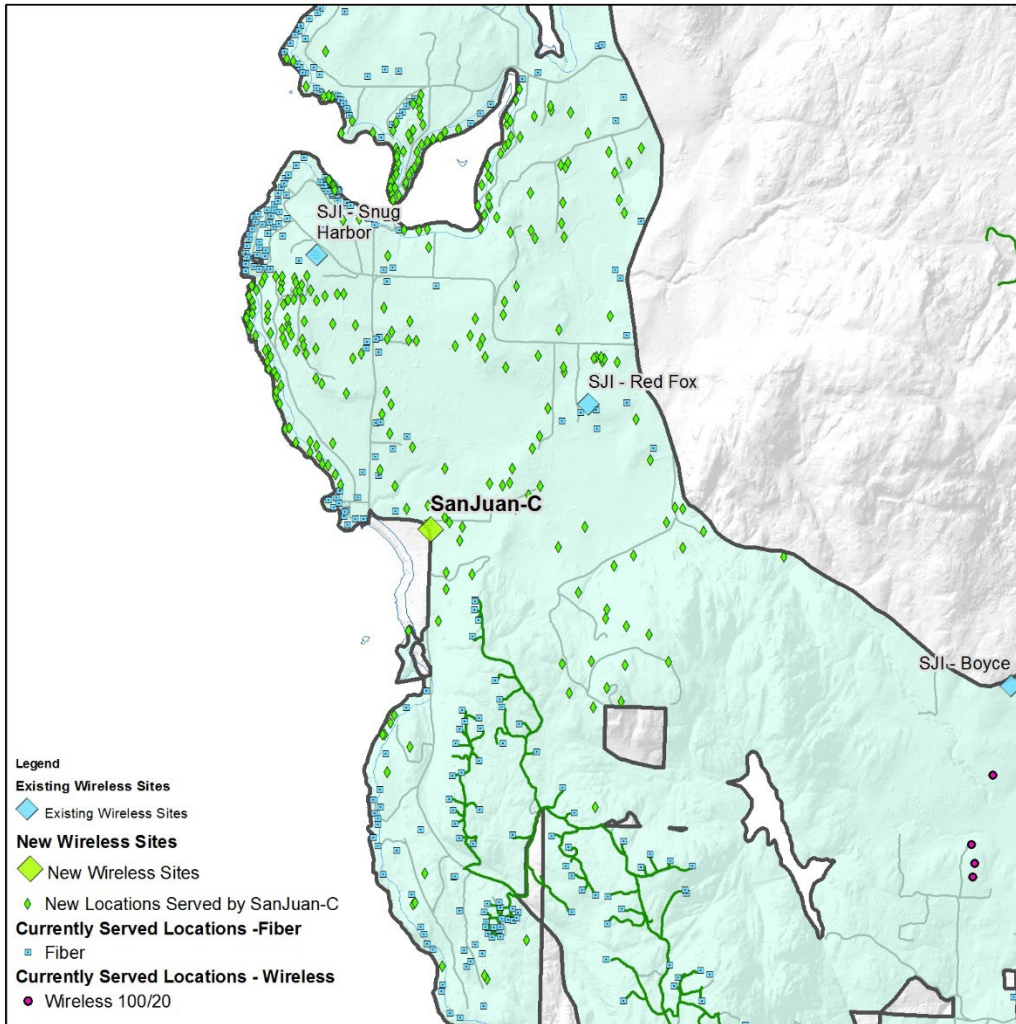 SJI - Snug
Harbor
SJI - Red Fox
SanJuan-C
SJI - Boyce
Legend
Existing Wireless Sites
Existing Wireless Sites
New Wireless Sites
New Wireless Sites
New Locations Served by SanJuan-C
Currently Served Locations -Fiber
Fiber
Currently Served Locations - Wireless
Wireless 100/20